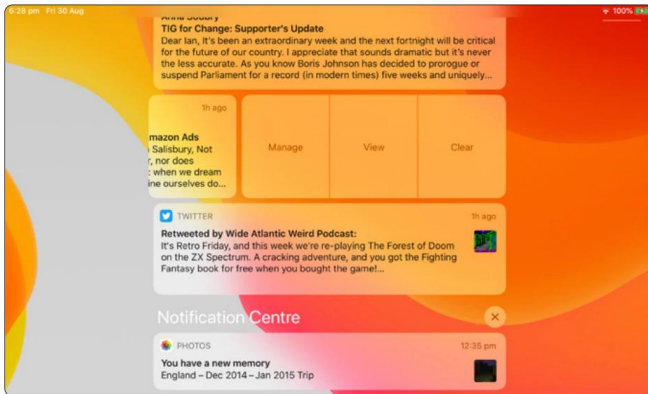 6:28 pm Fri 30 Aug
100%
Anna Soubry
TIG for Change: Supporter's Update
Dear Ian, It's been an extraordinary week and the next fortnight will be critical
for the future of our country. I appreciate that sounds dramatic but it's never
the less accurate. As you know Boris Johnson has decided to prorogue or
suspend Parliament for a record (in modern times) five weeks and uniquely...
1h ago
mazon Ads
Salisbury, Not
r, nor does
: when we dream
ine ourselves do...
Manage
View
Clear
TWITTER
1h ago
Retweeted by Wide Atlantic Weird Podcast:
It's Retro Friday, and this week we're re-playing The Forest of Doom
on the ZX Spectrum. A cracking adventure, and you got the Fighting
Fantasy book for free when you bought the game!...
Notification Centre
PHOTOS
12:35 pm
You have a new memory
England – Dec 2014 – Jan 2015 Trip